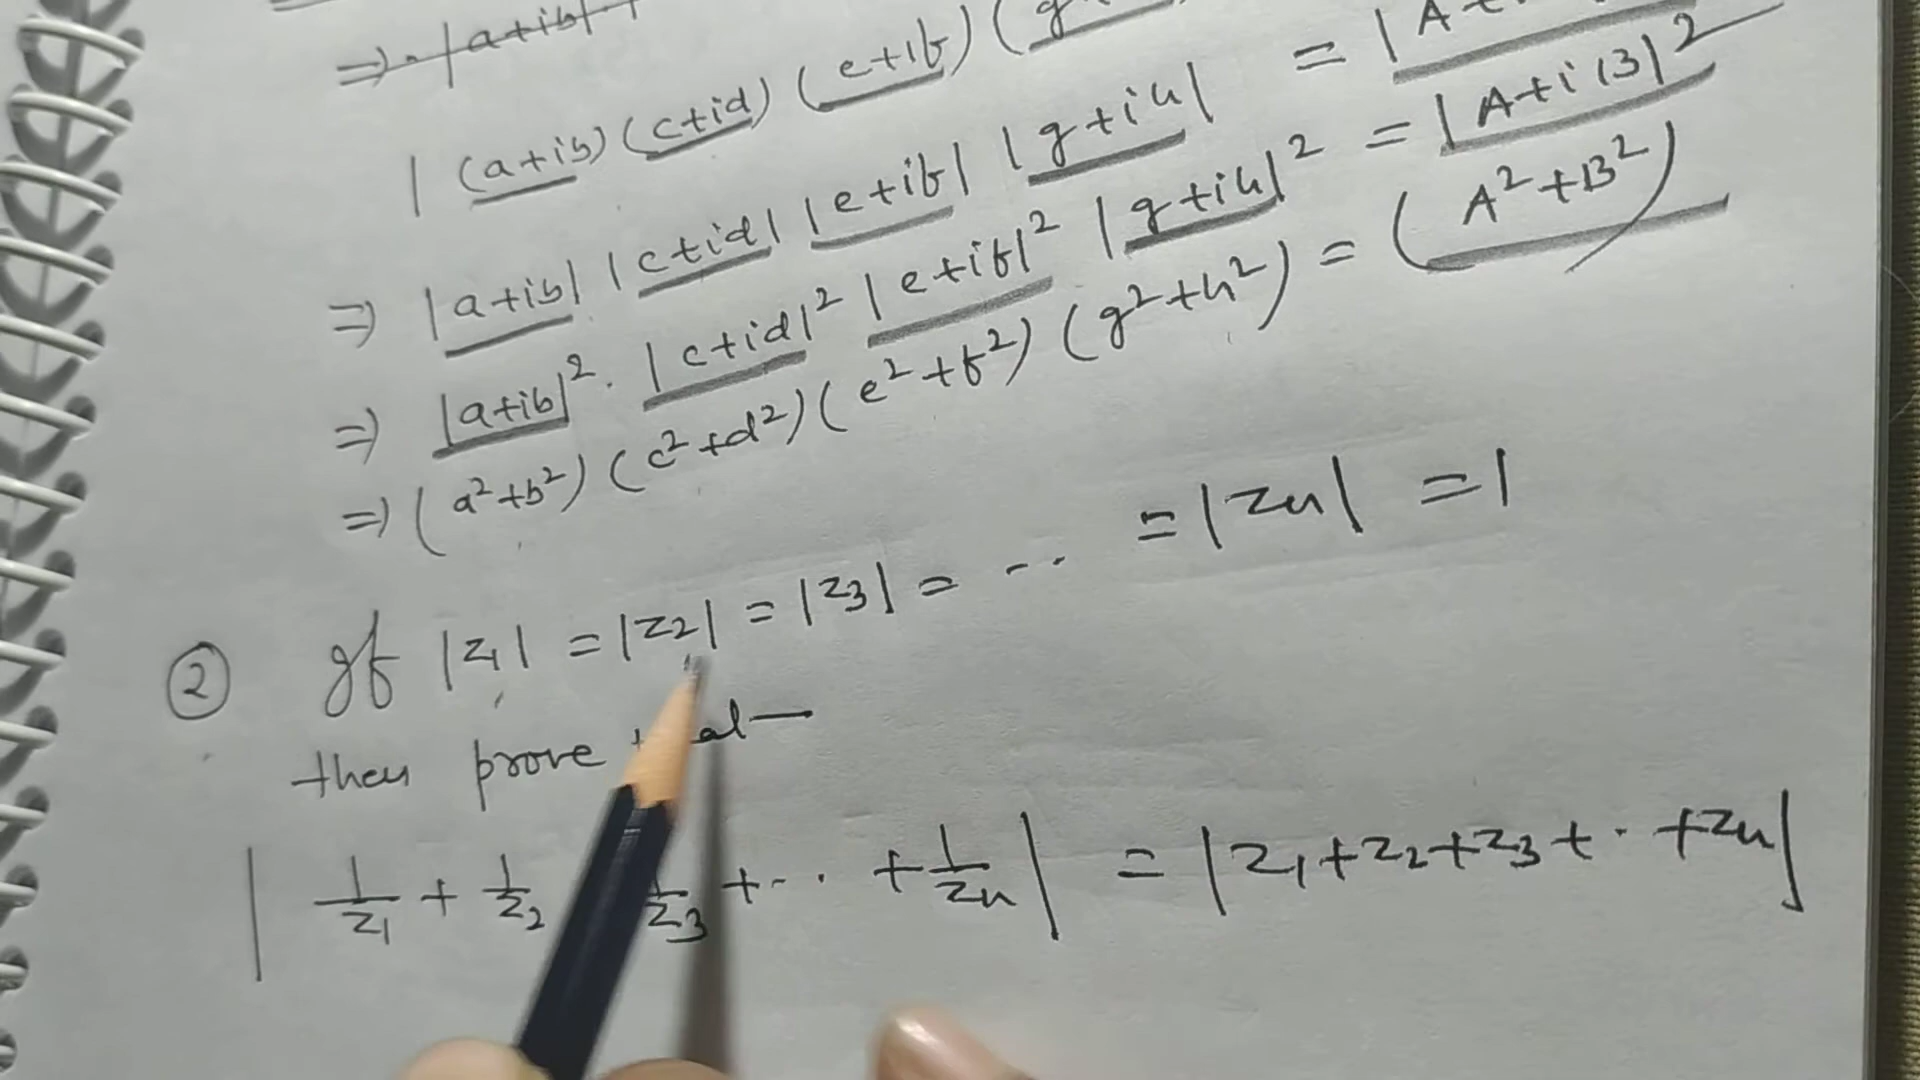 ⇒ · |a+ib|
|(a+ib)(c+id)(e+if)(g = |A+
⇒ |a+ib| |c+id| |e+if| |g+ih| = |A+iB|²
⇒ |a+ib|² · |c+id|² |e+if|² |g+ih|² = (A²+B²)
⇒ (a²+b²)(c²+d²)(e²+f²)(g²+h²) =
② If |z₁| = |z₂| = |z₃| = ... = |zn| = 1
then prove that —
| 1/z₁ + 1/z₂ 1/z₃ + ... + 1/zn | = |z₁+z₂+z₃+ . +zn|